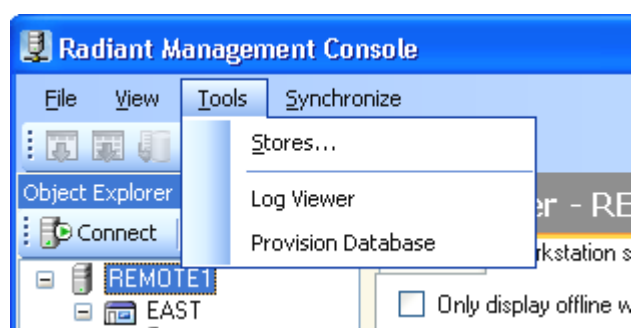 Radiant Management Console
File View Tools Synchronize
Stores...
Object Explorer
Log Viewer
- RE
Connect
Provision Database
REMOTE1
EAST
Only display offline